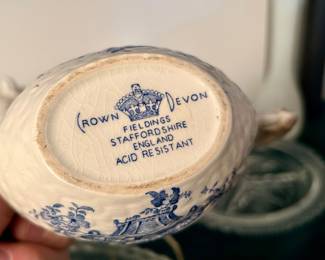 CROWN DEVON
FIELDINGS
STAFFORDSHIRE
ENGLAND
ACID RESISTANT